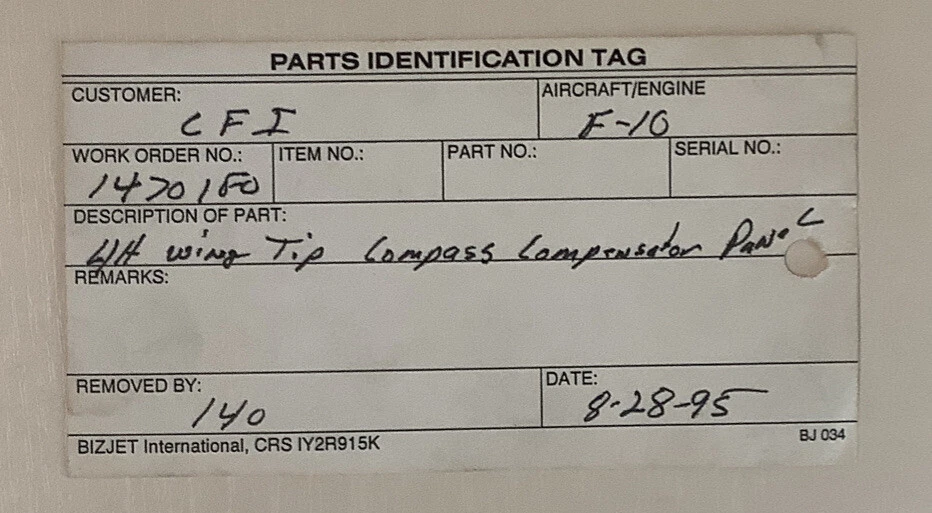 PARTS IDENTIFICATION TAG
CUSTOMER:
CFI
AIRCRAFT/ENGINE
F-10
WORK ORDER NO.:
1470180
ITEM NO.:
PART NO.:
SERIAL NO.:
DESCRIPTION OF PART:
LH wing Tip Compass Compensator Panel
REMARKS:
REMOVED BY:
140
DATE:
8-28-95
BIZJET International, CRS IY2R915K
BJ 034